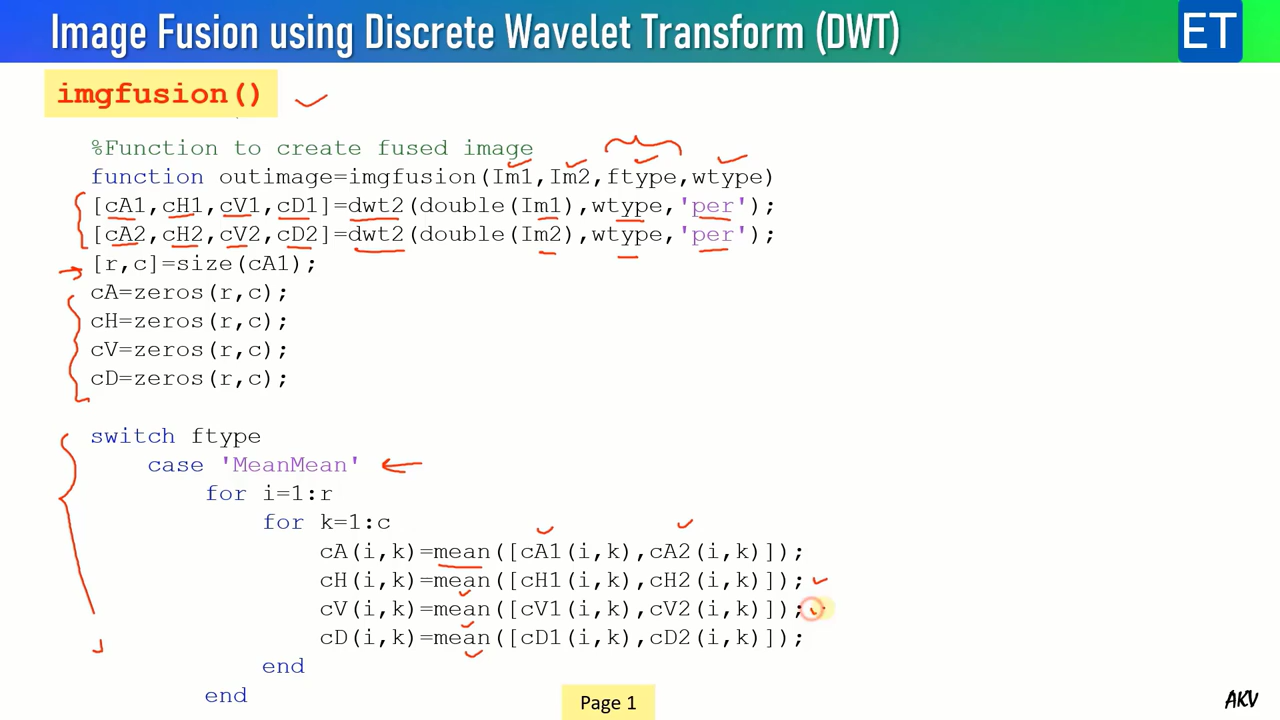 Image Fusion using Discrete Wavelet Transform (DWT)
ET
imgfusion()
%Function to create fused image
function outimage=imgfusion(Im1,Im2,ftype,wtype)
[cA1,cH1,cV1,cD1]=dwt2(double(Im1),wtype,'per');
[cA2,cH2,cV2,cD2]=dwt2(double(Im2),wtype,'per');
[r,c]=size(cA1);
cA=zeros(r,c);
cH=zeros(r,c);
cV=zeros(r,c);
cD=zeros(r,c);
switch ftype
case 'MeanMean'
for i=1:r
for k=1:c
cA(i,k)=mean([cA1(i,k),cA2(i,k)]);
cH(i,k)=mean([cH1(i,k),cH2(i,k)]);
cV(i,k)=mean([cV1(i,k),cV2(i,k)]);
cD(i,k)=mean([cD1(i,k),cD2(i,k)]);
end
end
Page 1
AKV